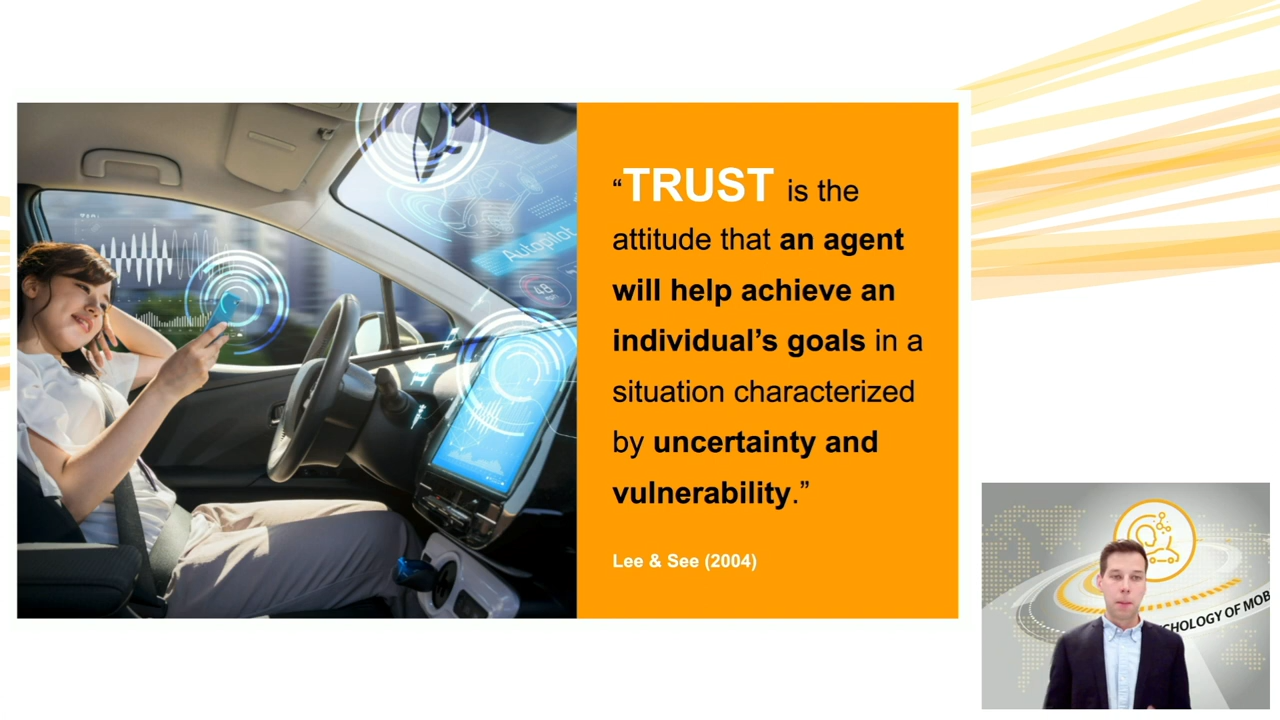 “TRUST is the
attitude that an agent
will help achieve an
individual’s goals in a
situation characterized
by uncertainty and
vulnerability.”
Lee & See (2004)
Autopilot
48
CHOLOGY OF MOB